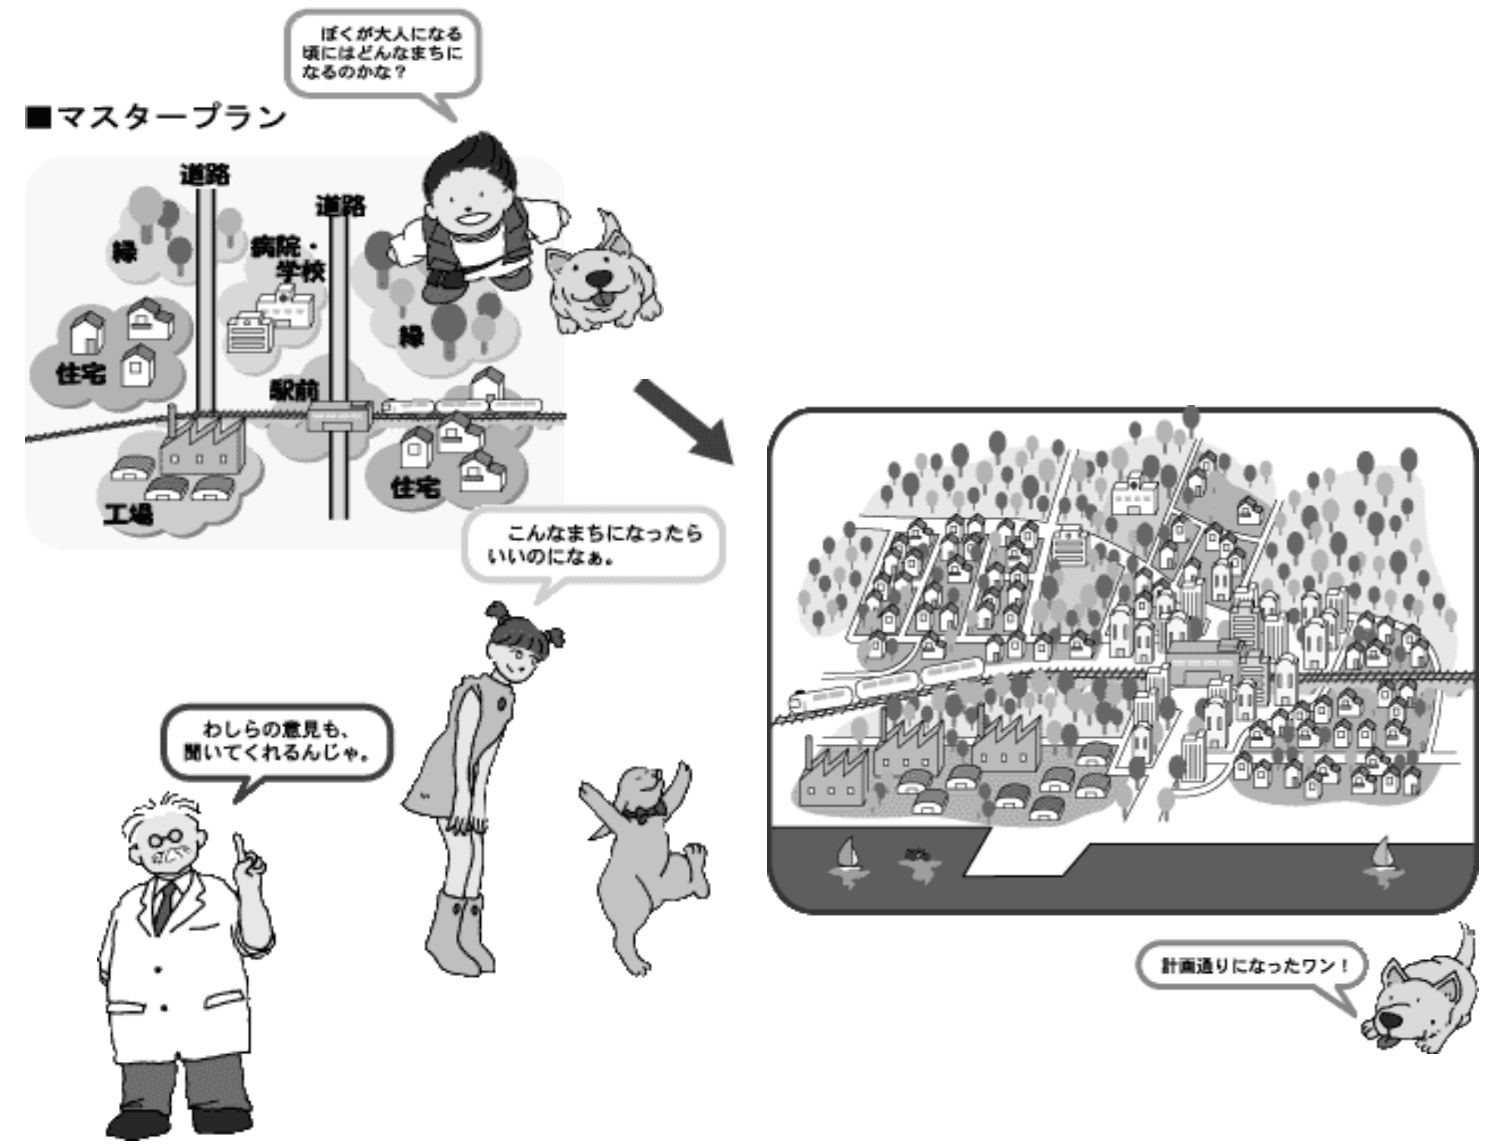 ぼくが大人になる
頃にはどんなまちに
なるのかな？
■マスタープラン
道路
道路
緑
病院・
学校
緑
住宅
駅前
住宅
工場
こんなまちになったら
いいのになぁ。
わしらの意見も、
聞いてくれるんじゃ。
計画通りになったワン！